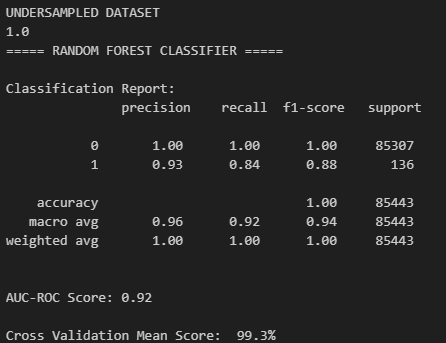 UNDERSAMPLED DATASET
1.0
===== RANDOM FOREST CLASSIFIER =====
Classification Report:
precision recall f1-score support
0 1.00 1.00 1.00 85307
1 0.93 0.84 0.88 136
accuracy 1.00 85443
macro avg 0.96 0.92 0.94 85443
weighted avg 1.00 1.00 1.00 85443
AUC-ROC Score: 0.92
Cross Validation Mean Score: 99.3%